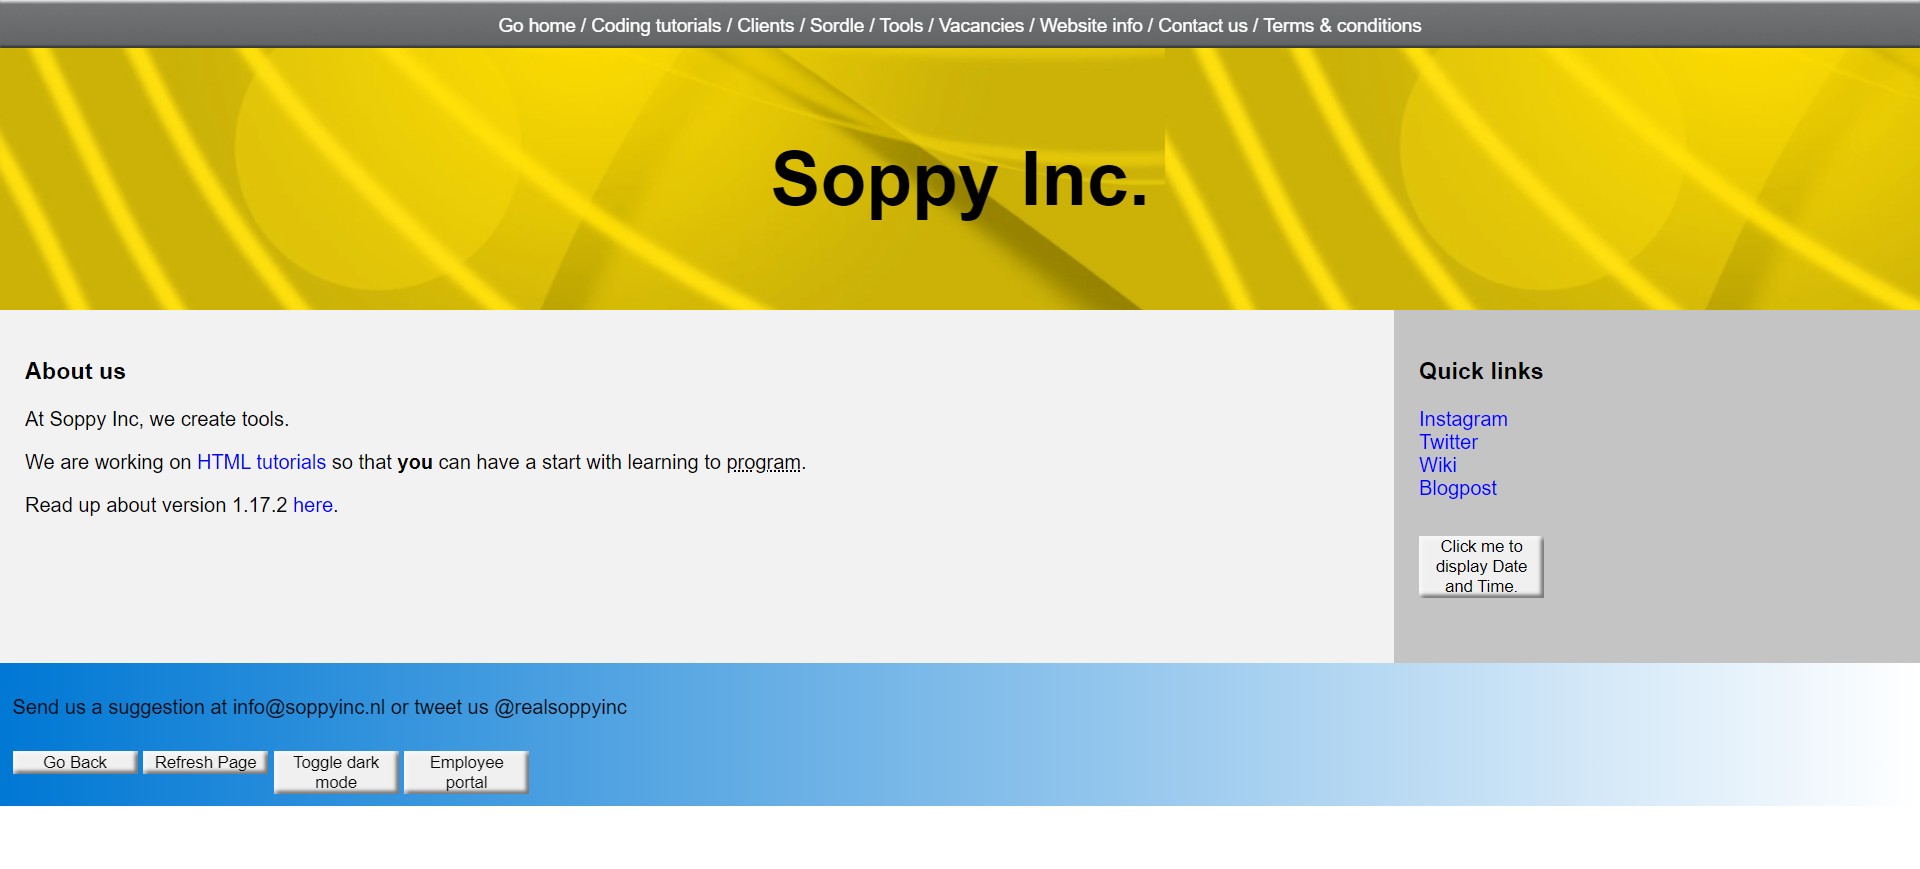 Go home / Coding tutorials / Clients / Sordle / Tools / Vacancies / Website info / Contact us / Terms & conditions
Soppy Inc.
About us
At Soppy Inc, we create tools.
We are working on HTML tutorials so that you can have a start with learning to program.
Read up about version 1.17.2 here.
Quick links
Instagram
Twitter
Wiki
Blogpost
Click me to
display Date
and Time.
Send us a suggestion at info@soppyinc.nl or tweet us @realsoppyinc
Go Back
Refresh Page
Toggle dark
mode
Employee
portal